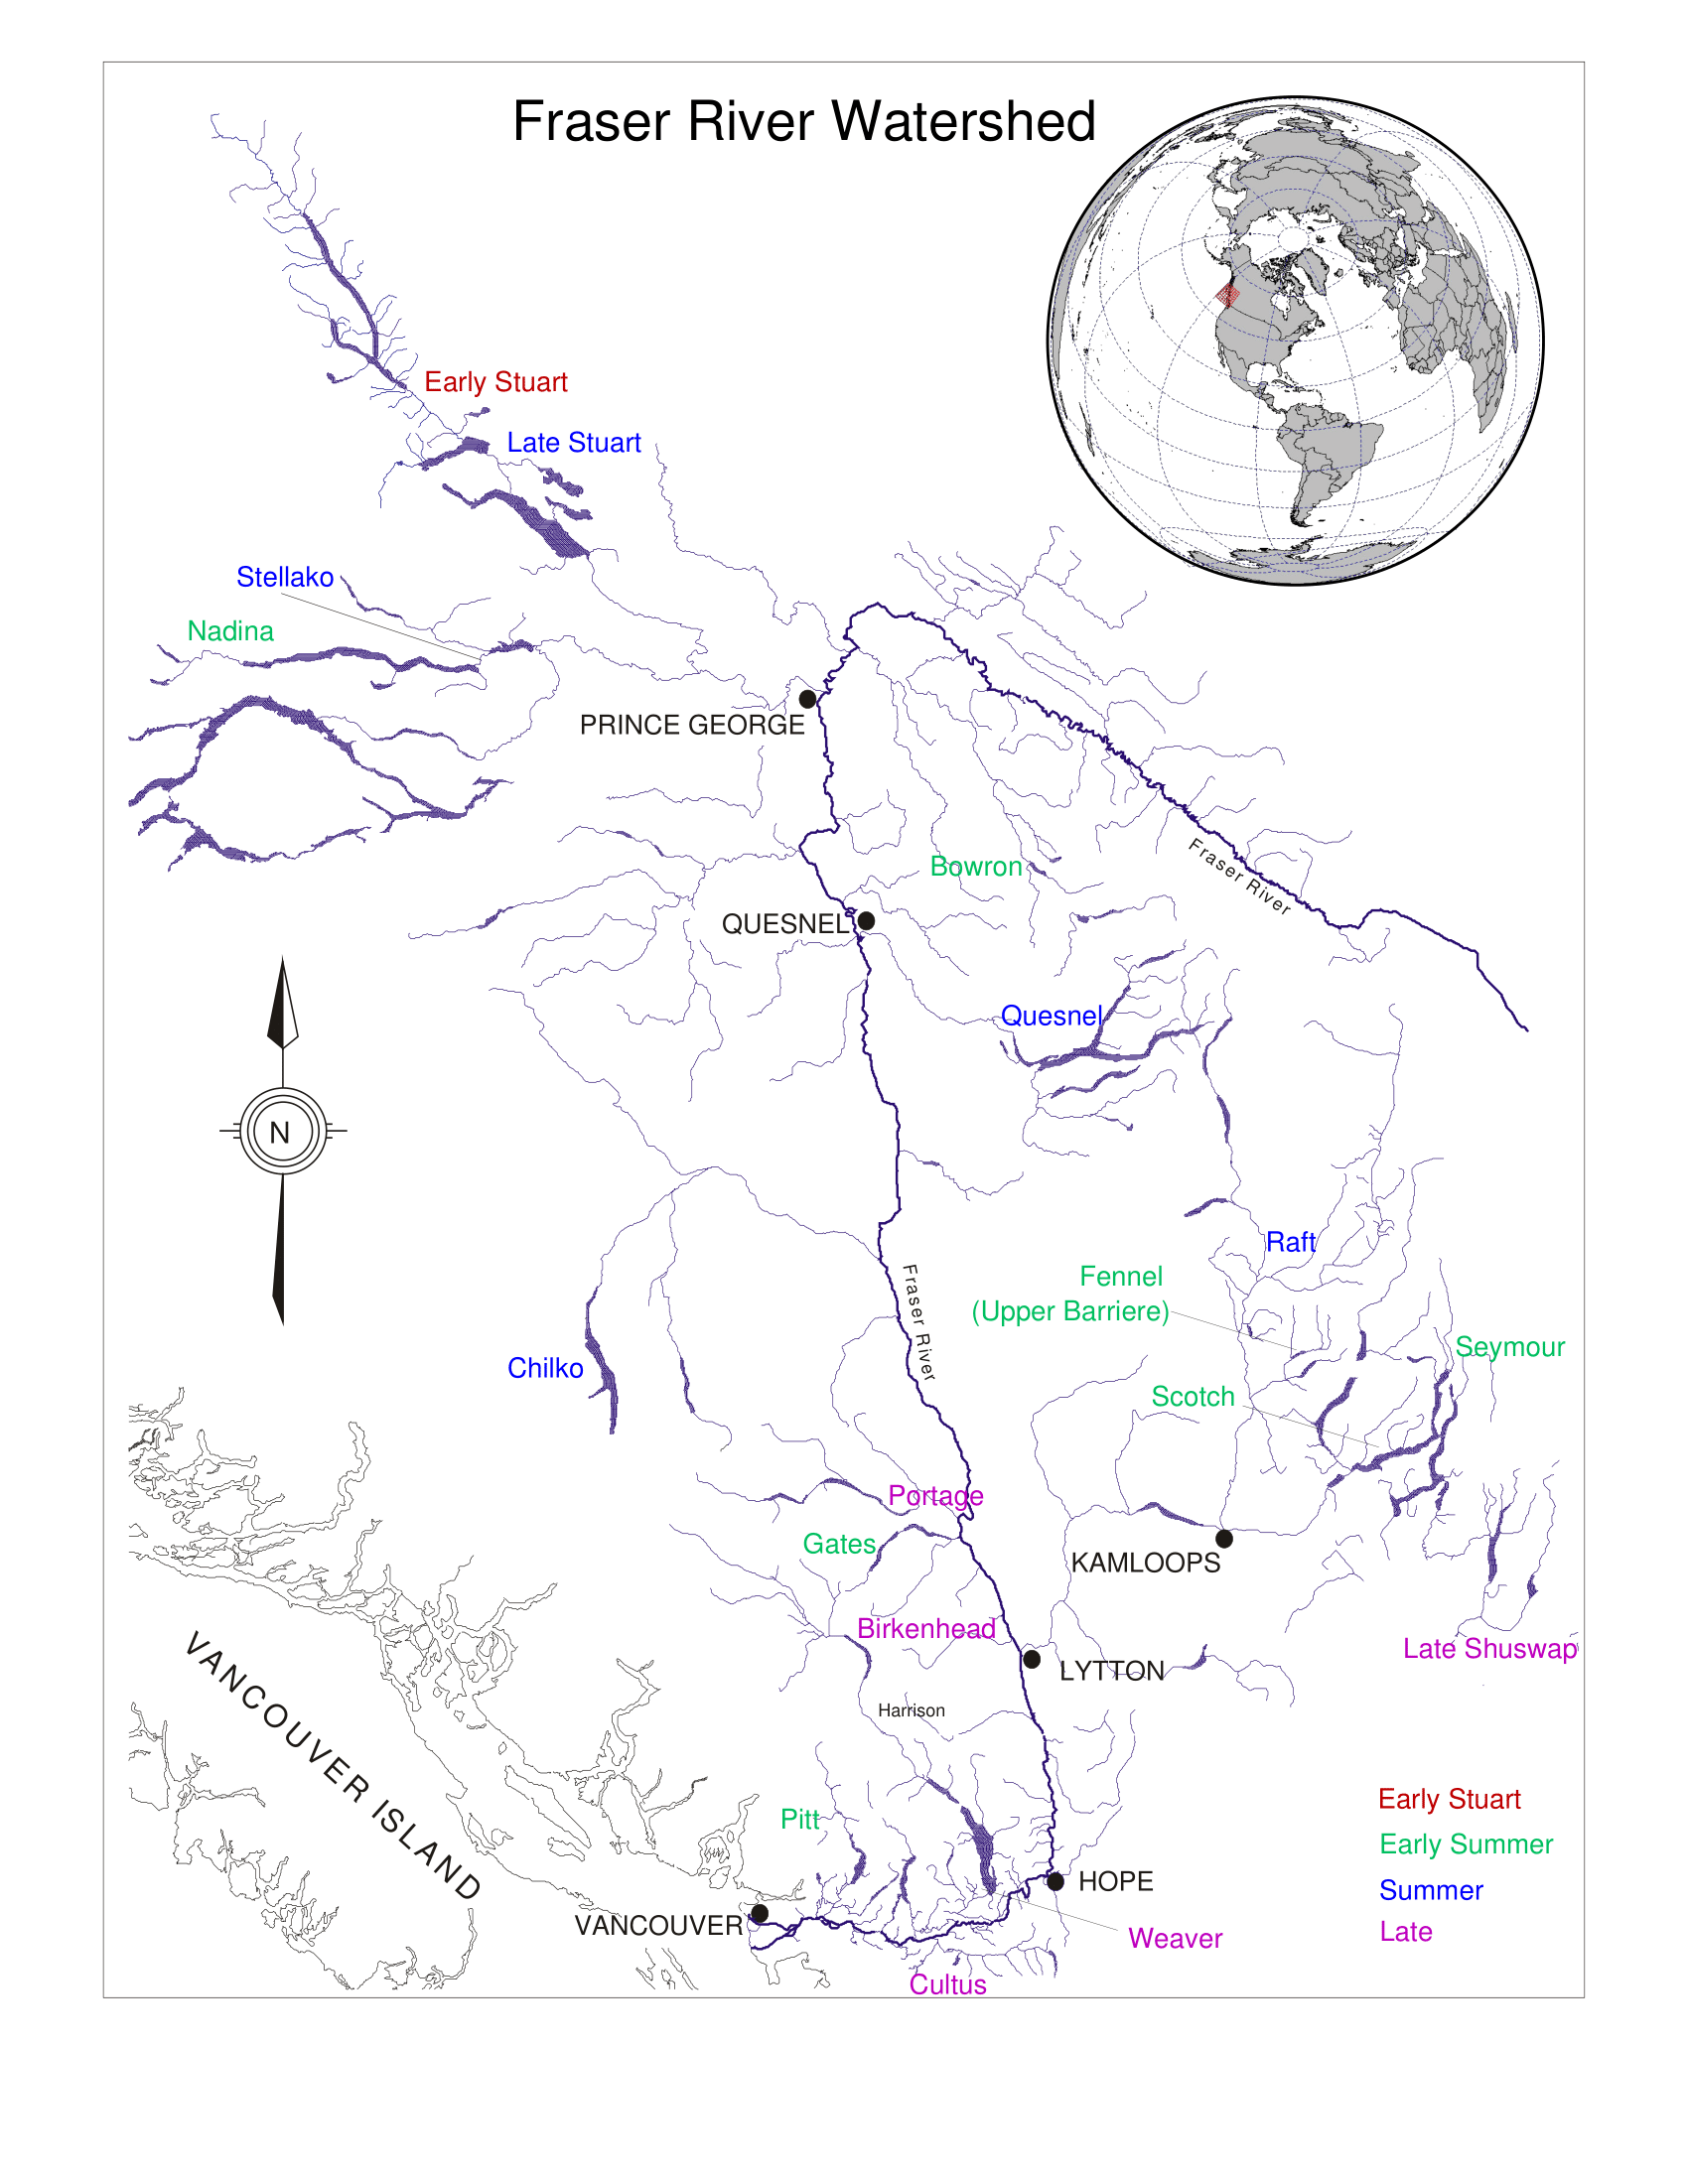 Fraser River Watershed
Early Stuart
Late Stuart
Stellako
Nadina
PRINCE GEORGE
Bowron
Fraser River
QUESNEL
Quesnel
N
Raft
Fennel
(Upper Barriere)
Fraser River
Seymour
Chilko
Scotch
Portage
Gates
KAMLOOPS
Birkenhead
Late Shuswap
LYTTON
VANCOUVER ISLAND
Harrison
Pitt
Early Stuart
Early Summer
HOPE
Summer
VANCOUVER
Weaver
Late
Cultus